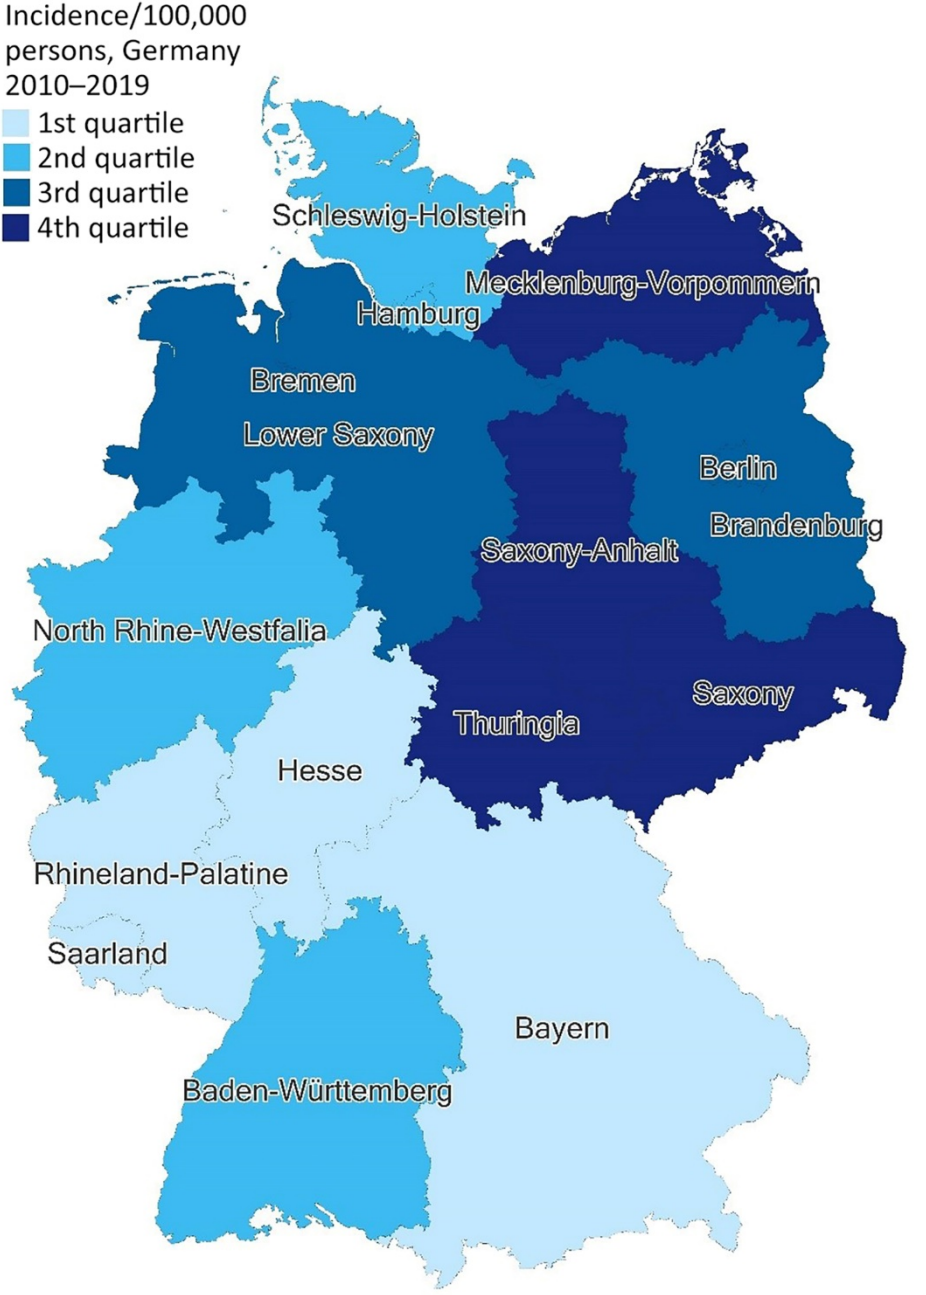 Incidence/100,000
persons, Germany
2010–2019
1st quartile
2nd quartile
3rd quartile
4th quartile
Schleswig-Holstein
Mecklenburg-Vorpommern
Hamburg
Bremen
Lower Saxony
Berlin
Brandenburg
Saxony-Anhalt
North Rhine-Westfalia
Saxony
Thuringia
Hesse
Rhineland-Palatine
Saarland
Bayern
Baden-Württemberg